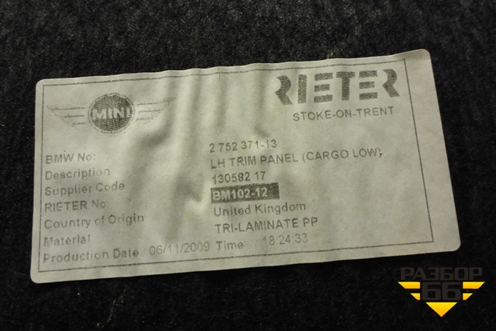 MINI
RIETER
STOKE-ON-TRENT
BMW No: 2 752 371-13
Description LH TRIM PANEL (CARGO LOW)
Supplier Code 130582 17
RIETER No BM102-12
Country of Origin United Kingdom
Material TRI-LAMINATE PP
Production Date 06/11/2009 Time 18:24:33
РАЗБОР
66